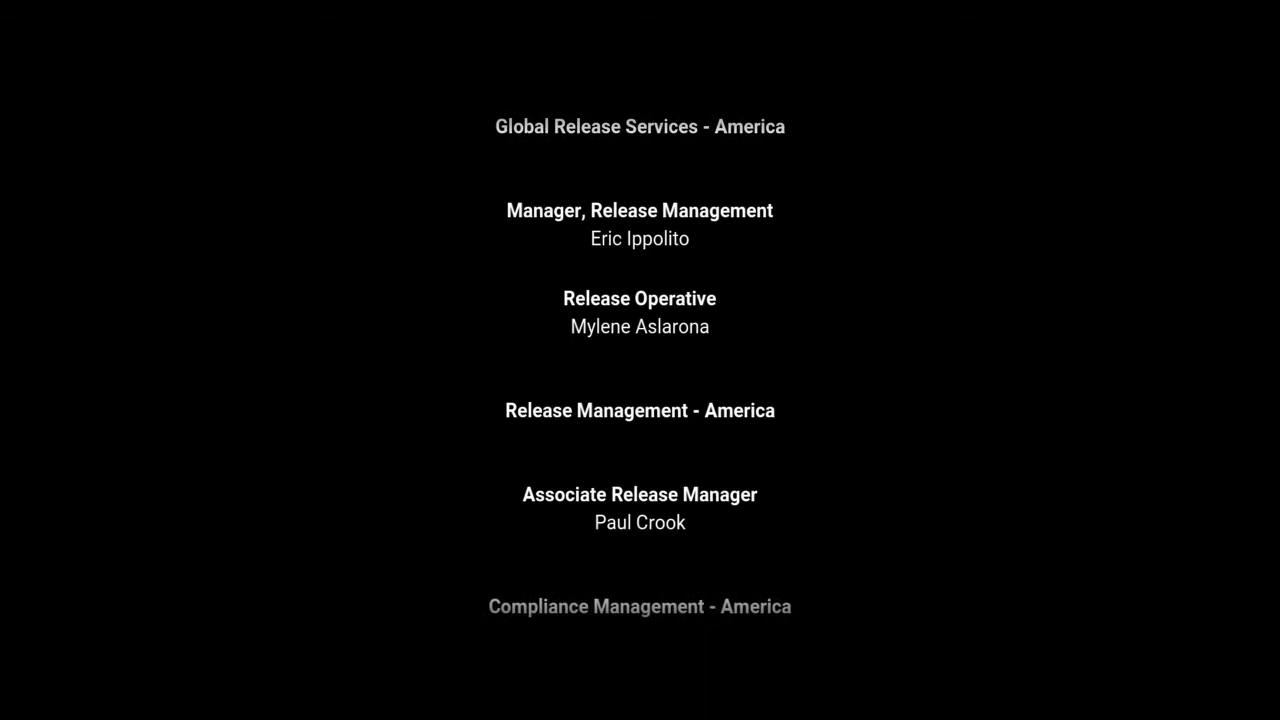 Global Release Services - America
Manager, Release Management
Eric Ippolito
Release Operative
Mylene Aslarona
Release Management - America
Associate Release Manager
Paul Crook
Compliance Management - America